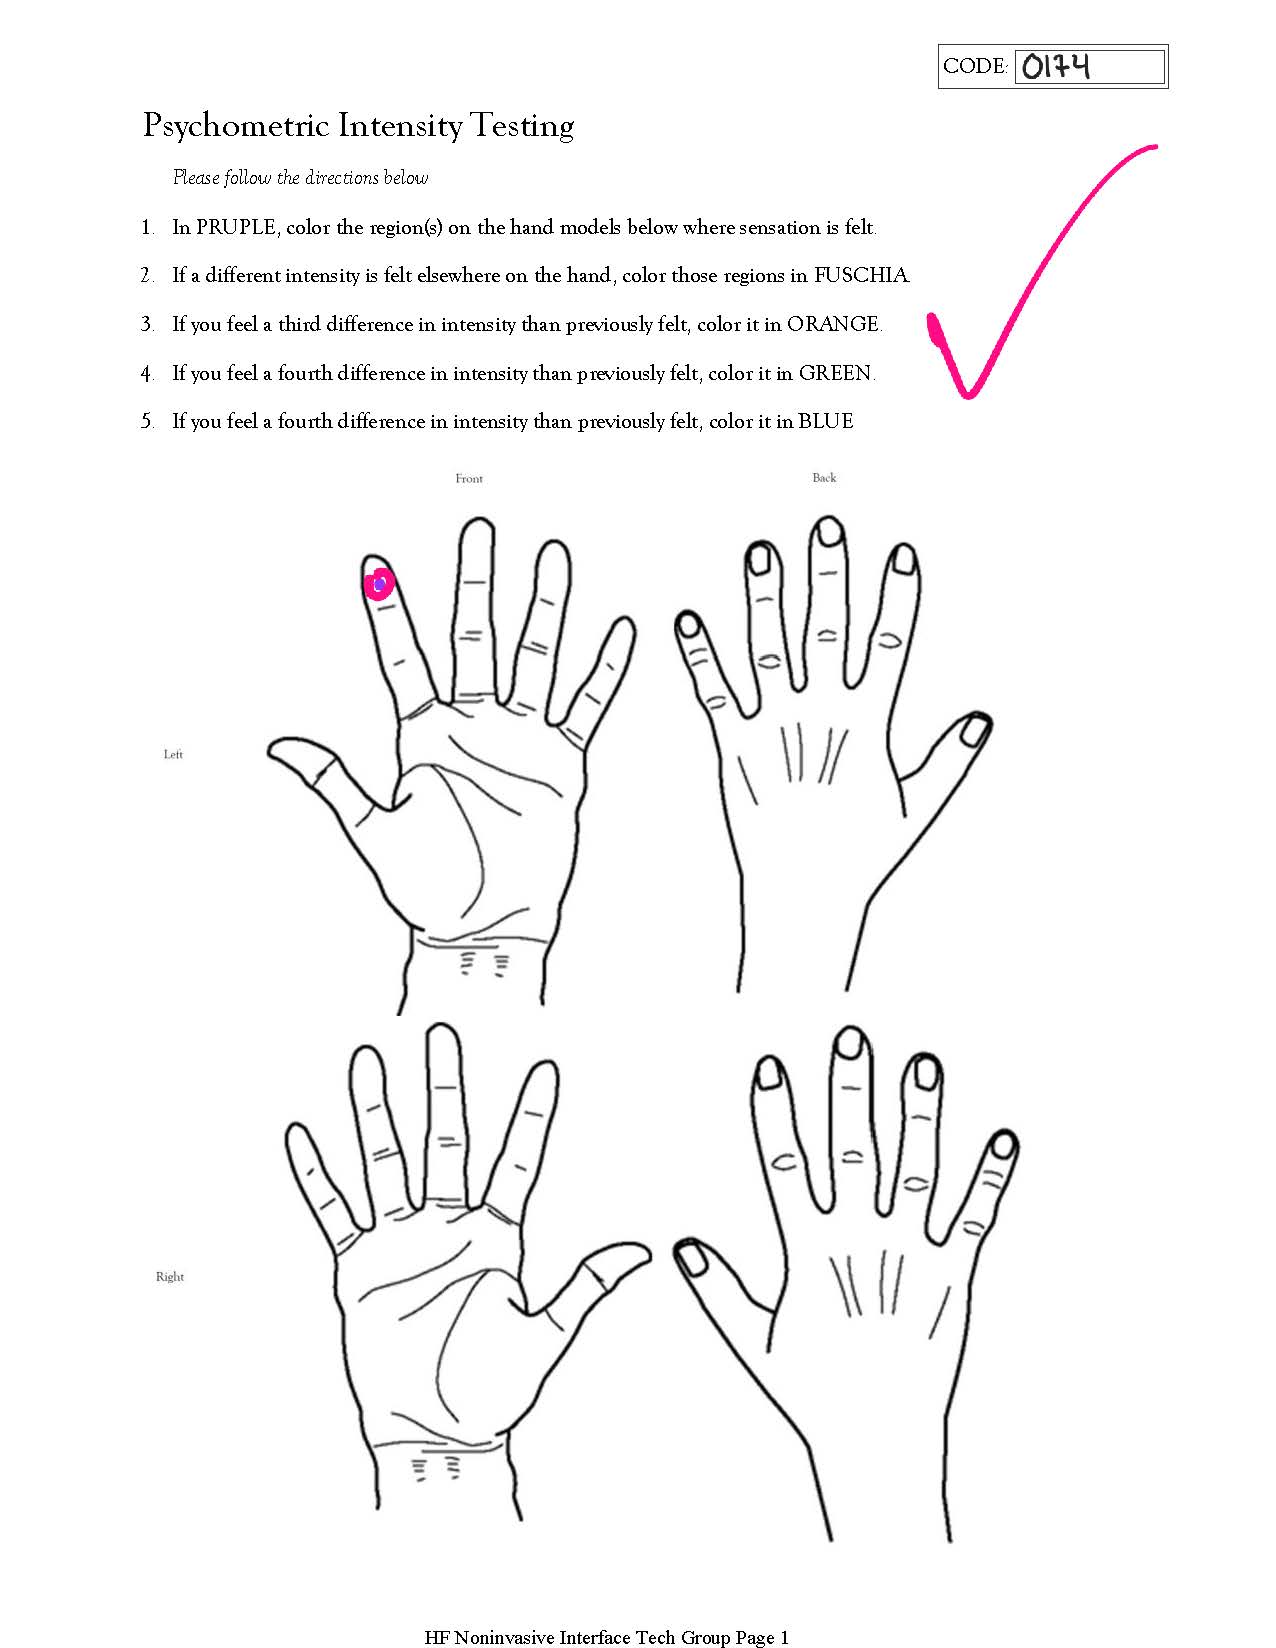 CODE: 0174
Psychometric Intensity Testing
Please follow the directions below
1. In PRUPLE, color the region(s) on the hand models below where sensation is felt.
2. If a different intensity is felt elsewhere on the hand, color those regions in FUSCHIA
3. If you feel a third difference in intensity than previously felt, color it in ORANGE.
4. If you feel a fourth difference in intensity than previously felt, color it in GREEN.
5. If you feel a fourth difference in intensity than previously felt, color it in BLUE
Front
Back
Left
Right
HF Noninvasive Interface Tech Group Page 1